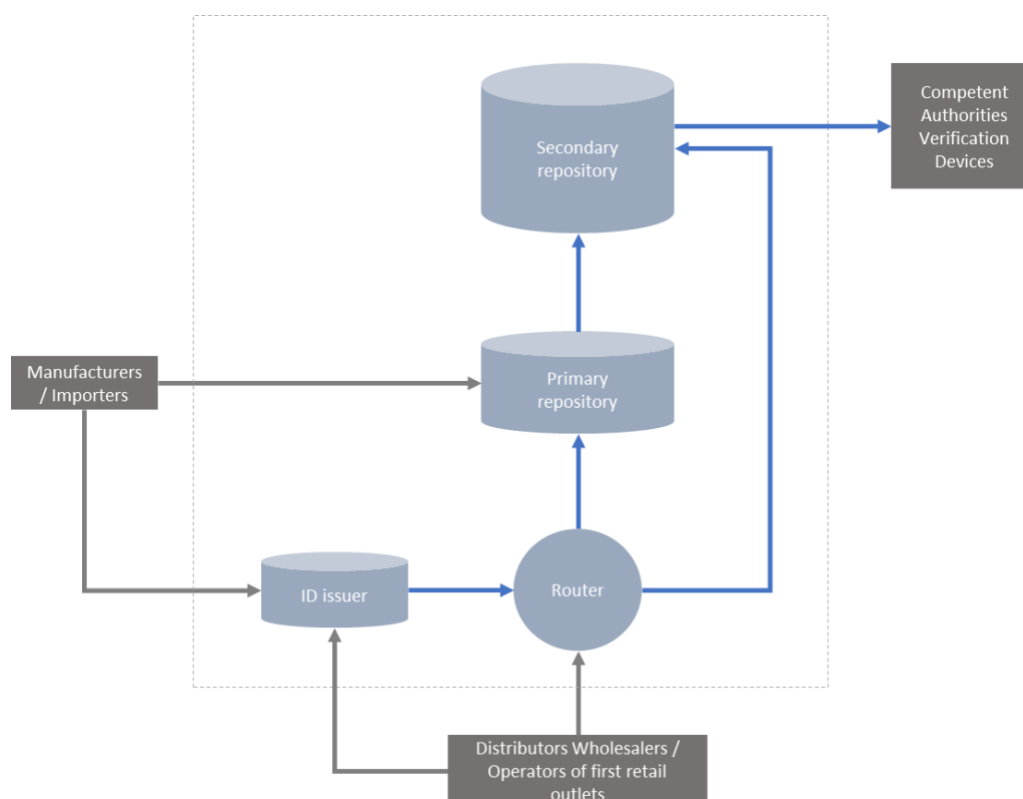 Competent
Authorities
Verification
Devices
Secondary
repository
Manufacturers
/ Importers
Primary
repository
ID issuer
Router
Distributors Wholesalers /
Operators of first retail
outlets